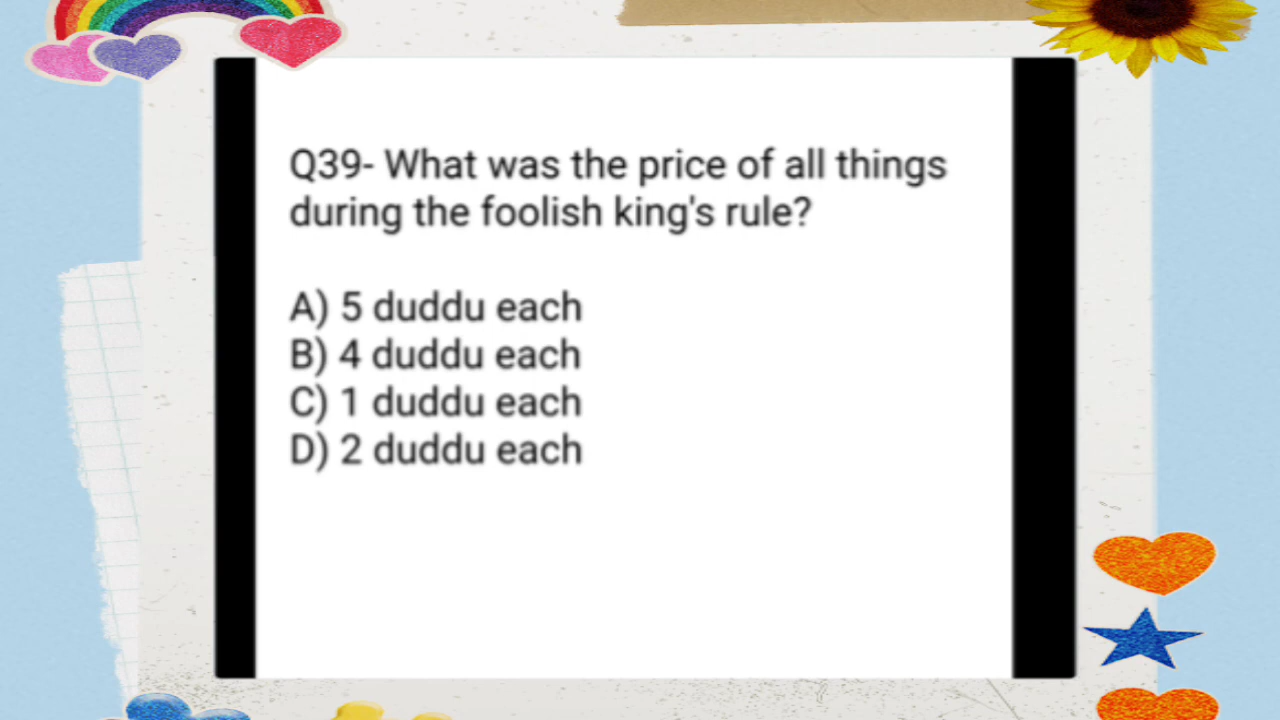 Q39- What was the price of all things
during the foolish king's rule?
A) 5 duddu each
B) 4 duddu each
C) 1 duddu each
D) 2 duddu each